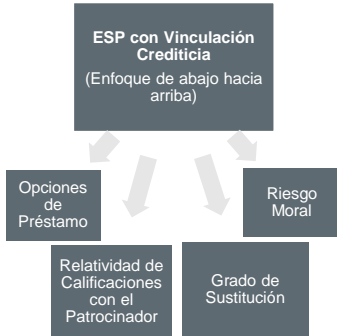 ESP con Vinculación
Crediticia
(Enfoque de abajo hacia
arriba)
Opciones
de
Préstamo
Riesgo
Moral
Relatividad de
Calificaciones
con el
Patrocinador
Grado de
Sustitución